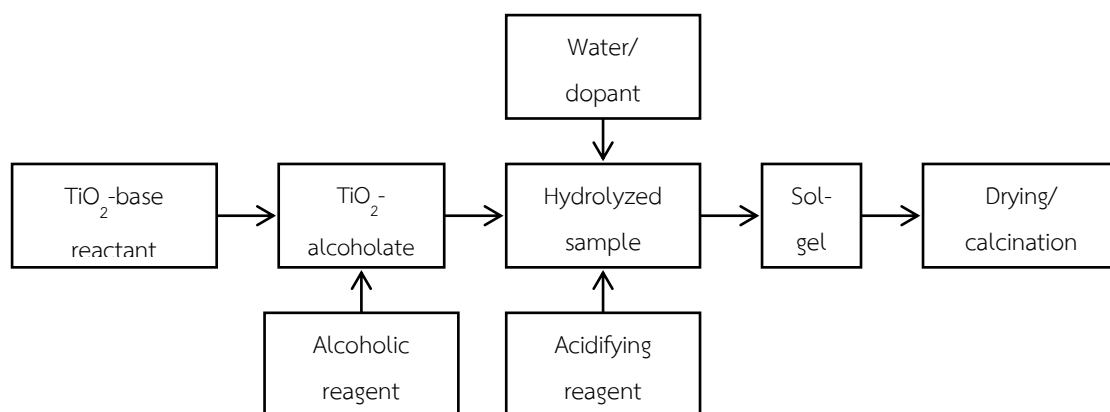 Water/
dopant
TiO₂-base
reactant
TiO₂-
alcoholate
Hydrolyzed
sample
Sol-
gel
Drying/
calcination
Alcoholic
reagent
Acidifying
reagent